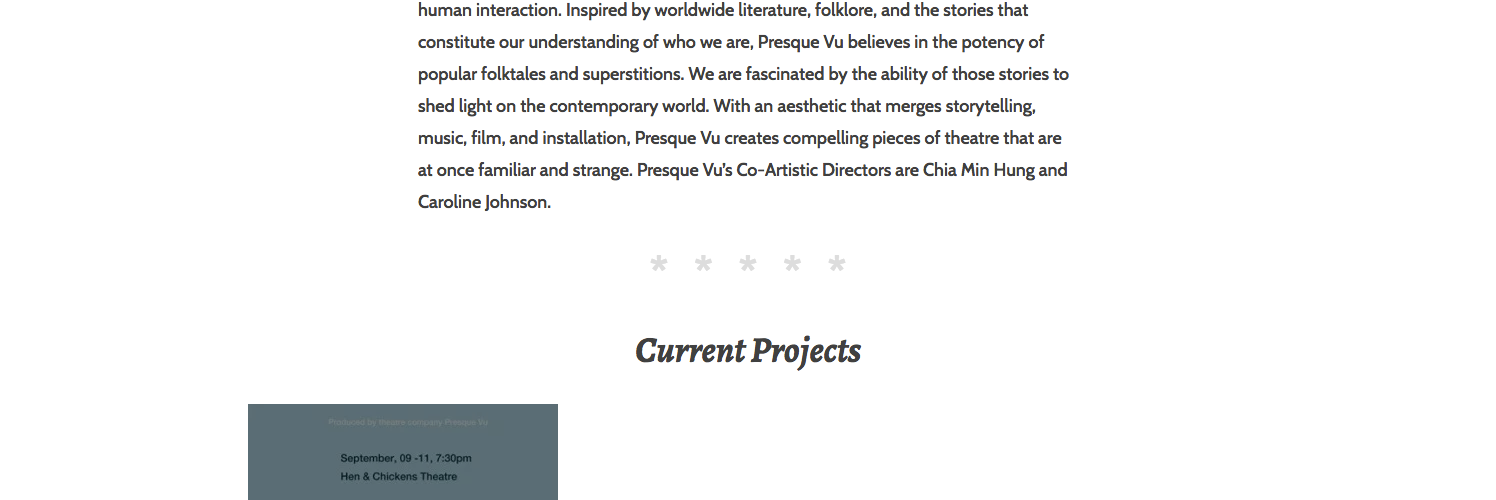 human interaction. Inspired by worldwide literature, folklore, and the stories that
constitute our understanding of who we are, Presque Vu believes in the potency of
popular folktales and superstitions. We are fascinated by the ability of those stories to
shed light on the contemporary world. With an aesthetic that merges storytelling,
music, film, and installation, Presque Vu creates compelling pieces of theatre that are
at once familiar and strange. Presque Vu's Co-Artistic Directors are Chia Min Hung and
Caroline Johnson.
* * * * *
Current Projects
Produced by theatre company Presque Vu
September, 09 -11, 7:30pm
Hen & Chickens Theatre